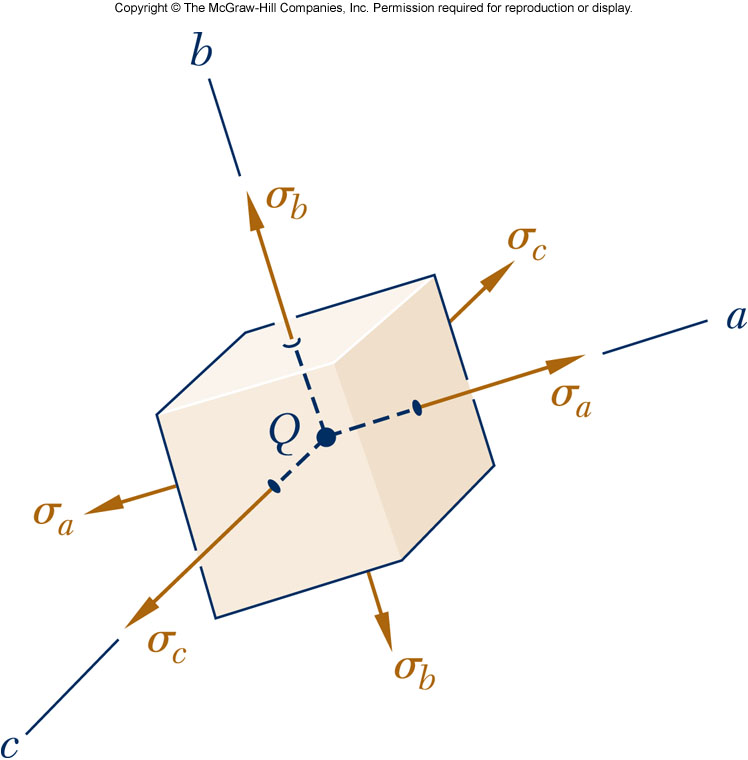 Copyright © The McGraw-Hill Companies, Inc. Permission required for reproduction or display.
b
σb
σc
a
σa
Q
σa
σc
σb
c